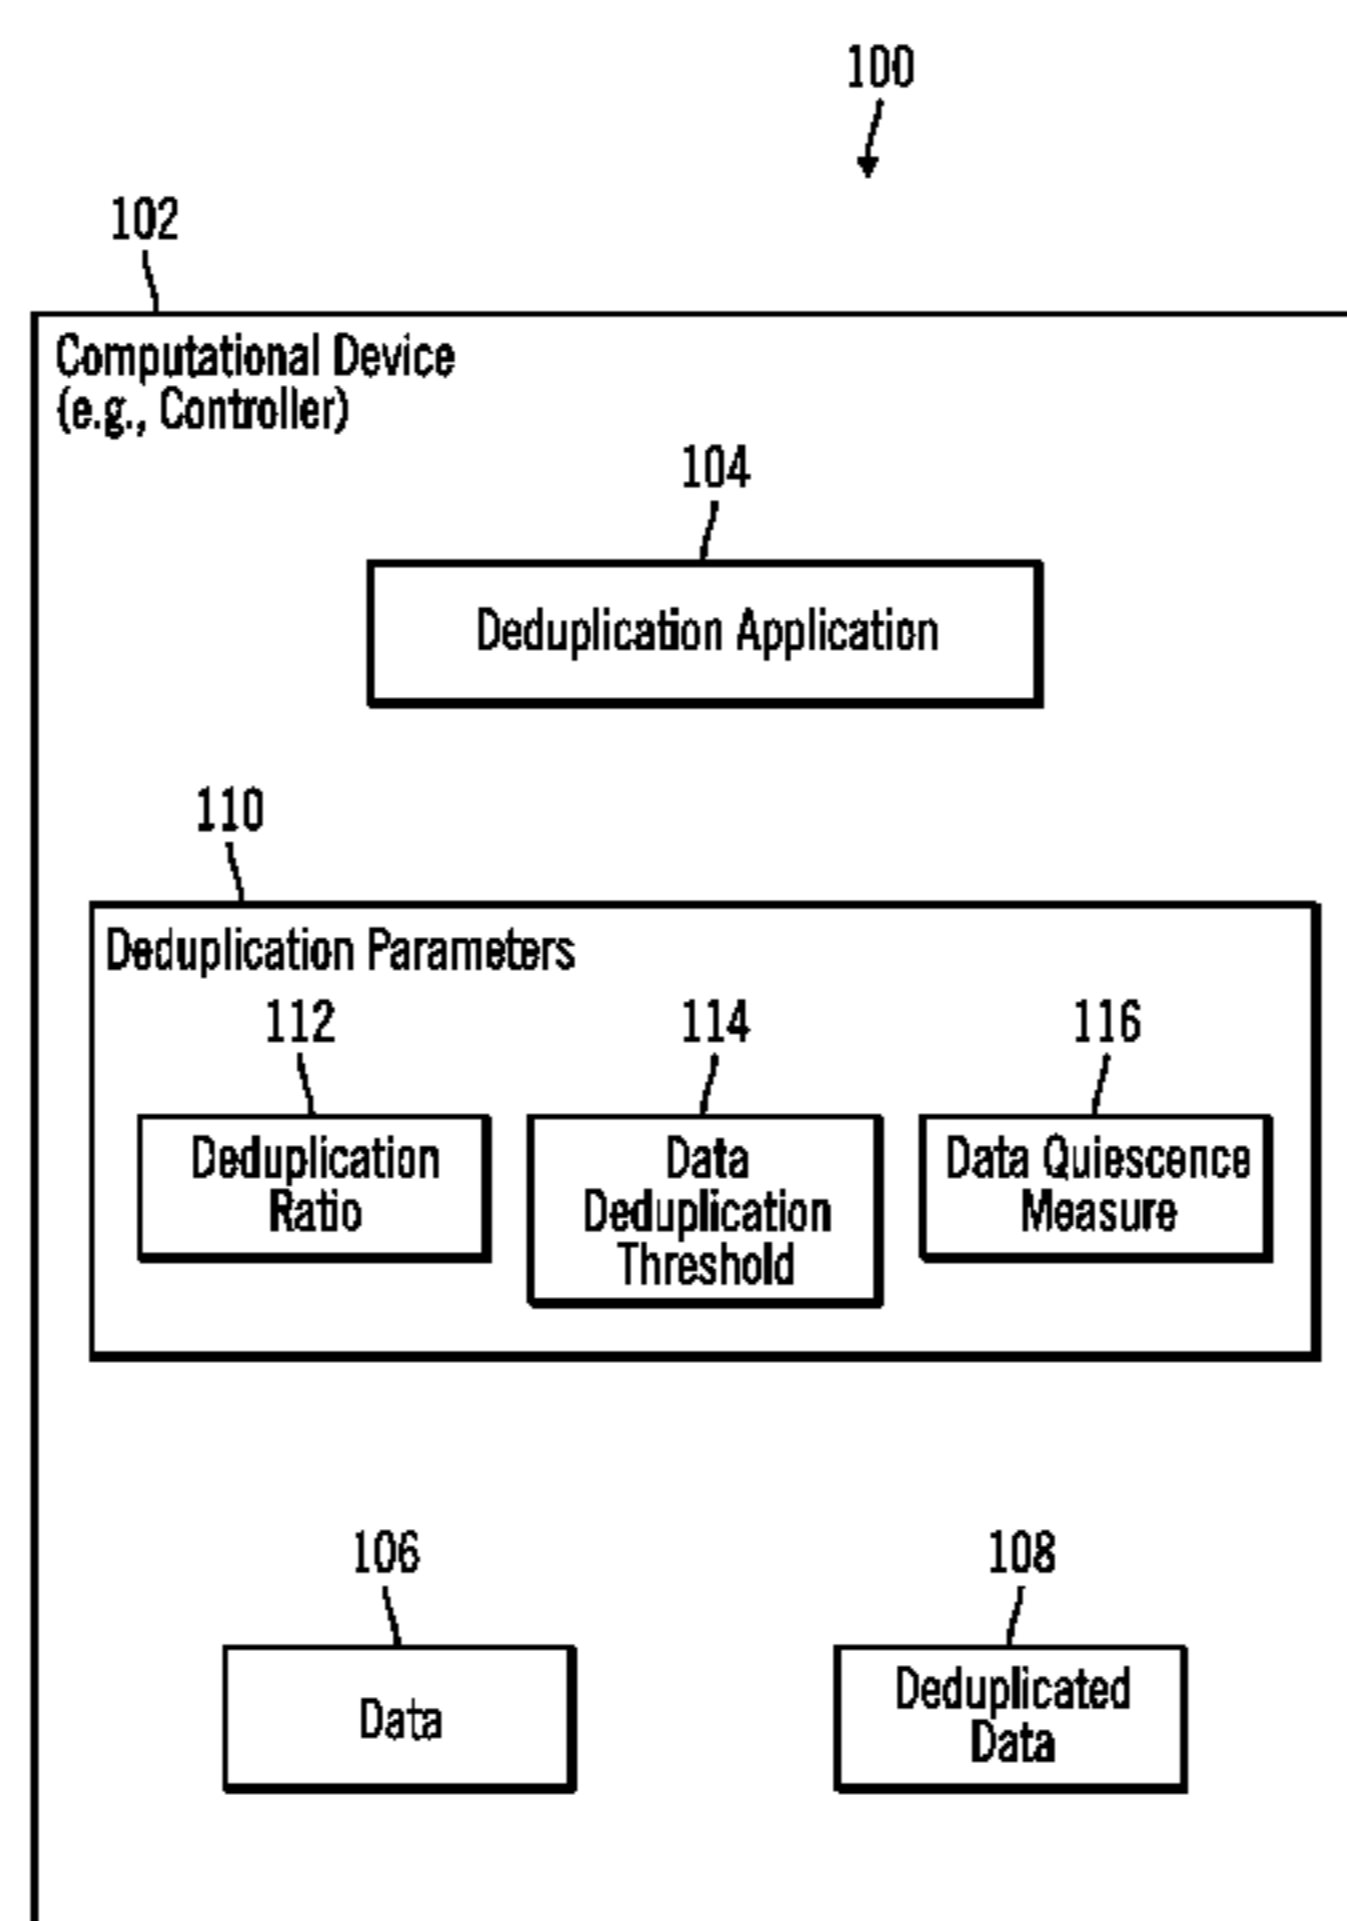 100
102
Computational Device
(e.g., Controller)
104
Deduplication Application
110
Deduplication Parameters
112
114
116
Deduplication
Ratio
Data
Deduplication
Threshold
Data Quiescence
Measure
106
108
Data
Deduplicated
Data